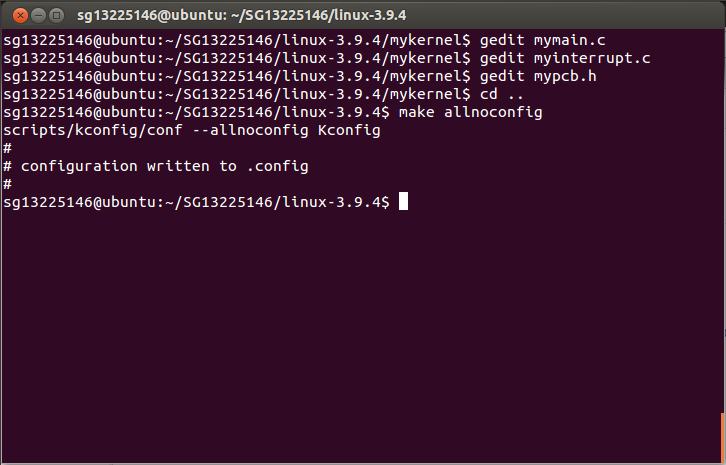 sg13225146@ubuntu: ~/SG13225146/linux-3.9.4
sg13225146@ubuntu:~/SG13225146/linux-3.9.4/mykernel$ gedit mymain.c
sg13225146@ubuntu:~/SG13225146/linux-3.9.4/mykernel$ gedit myinterrupt.c
sg13225146@ubuntu:~/SG13225146/linux-3.9.4/mykernel$ gedit mypcb.h
sg13225146@ubuntu:~/SG13225146/linux-3.9.4/mykernel$ cd ..
sg13225146@ubuntu:~/SG13225146/linux-3.9.4$ make allnoconfig
scripts/kconfig/conf --allnoconfig Kconfig
#
# configuration written to .config
#
sg13225146@ubuntu:~/SG13225146/linux-3.9.4$